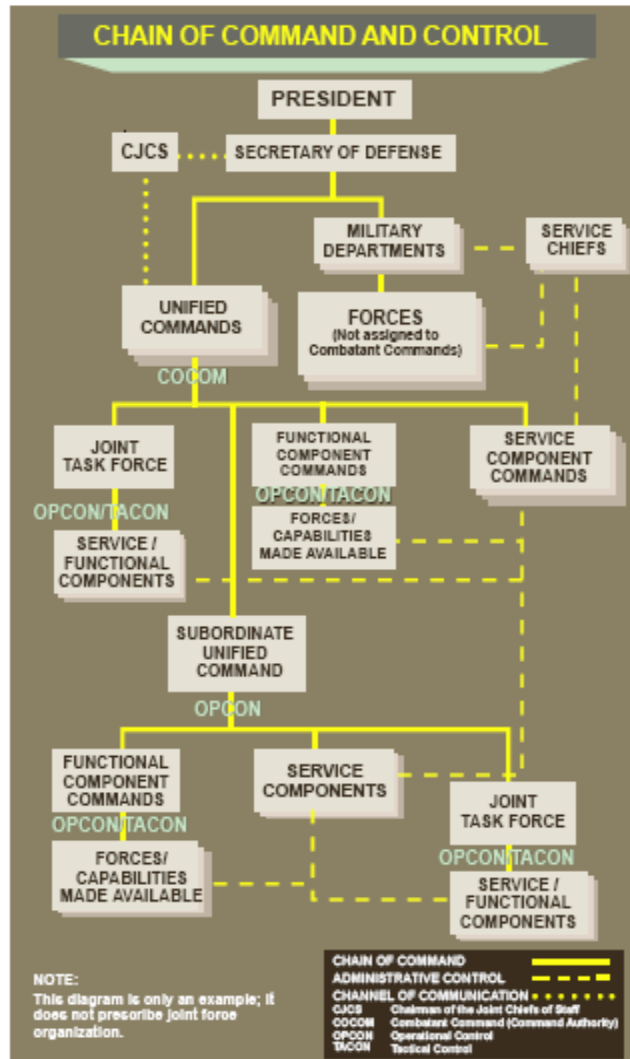 CHAIN OF COMMAND AND CONTROL
PRESIDENT
CJCS
SECRETARY OF DEFENSE
MILITARY
DEPARTMENTS
SERVICE
CHIEFS
UNIFIED
COMMANDS
FORCES
(Not assigned to
Combatant Commands)
COCOM
JOINT
TASK FORCE
FUNCTIONAL
COMPONENT
COMMANDS
SERVICE
COMPONENT
COMMANDS
OPCON/TACON
OPCON/TACON
SERVICE /
FUNCTIONAL
COMPONENTS
FORCES/
CAPABILITIES
MADE AVAILABLE
SUBORDINATE
UNIFIED
COMMAND
OPCON
FUNCTIONAL
COMPONENT
COMMANDS
SERVICE
COMPONENTS
JOINT
TASK FORCE
OPCON/TACON
OPCON/TACON
FORCES/
CAPABILITIES
MADE AVAILABLE
SERVICE /
FUNCTIONAL
COMPONENTS
NOTE:
This diagram is only an example; it
does not prescribe joint force
organization.
CHAIN OF COMMAND
ADMINISTRATIVE CONTROL
CHANNEL OF COMMUNICATION
CJCS Chairman of the Joint Chiefs of Staff
COCOM Combatant Command (Command Authority)
OPCON Operational Control
TACON Tactical Control